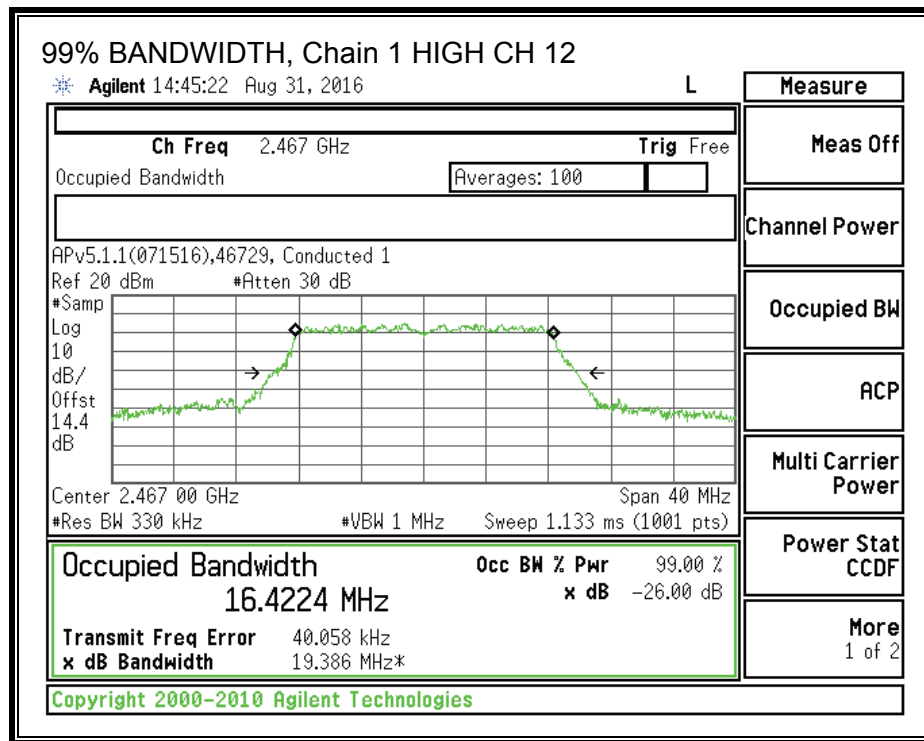 99% BANDWIDTH, Chain 1 HIGH CH 12
Agilent 14:45:22 Aug 31, 2016 L
Measure
Ch Freq 2.467 GHz Trig Free
Meas Off
Occupied Bandwidth Averages: 100
Channel Power
APv5.1.1(071516),46729, Conducted 1
Ref 20 dBm #Atten 30 dB
#Samp
Log
10
dB/
Offst
14.4
dB
Occupied BW
ACP
Multi Carrier
Power
Center 2.467 00 GHz Span 40 MHz
#Res BW 330 kHz #VBW 1 MHz Sweep 1.133 ms (1001 pts)
Power Stat
CCDF
Occupied Bandwidth Occ BW % Pwr 99.00 %
16.4224 MHz x dB -26.00 dB
Transmit Freq Error 40.058 kHz
x dB Bandwidth 19.386 MHz*
More
1 of 2
Copyright 2000-2010 Agilent Technologies